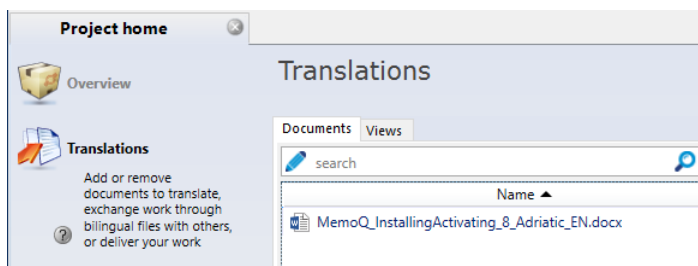 Project home
Overview
Translations
Add or remove
documents to translate,
exchange work through
bilingual files with others,
or deliver your work
Translations
Documents Views
search
Name
MemoQ_InstallingActivating_8_Adriatic_EN.docx